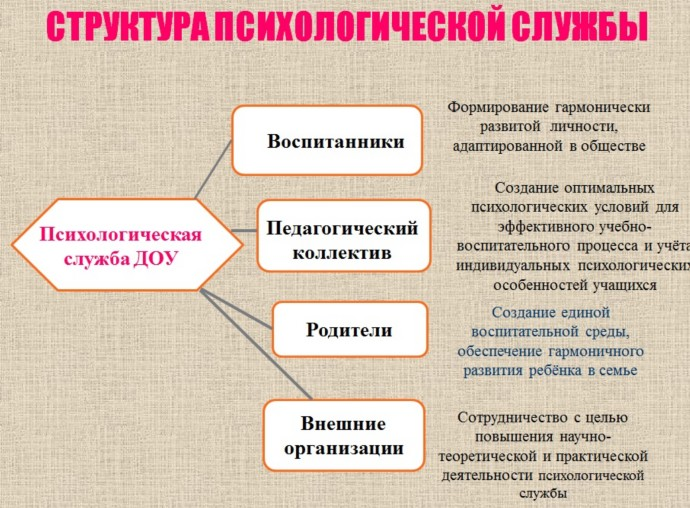 СТРУКТУРА ПСИХОЛОГИЧЕСКОЙ СЛУЖБЫ
Психологическая
служба ДОУ
Воспитанники
Формирование гармонически
развитой личности,
адаптированной в обществе
Педагогический
коллектив
Создание оптимальных
психологических условий для
эффективного учебно-
воспитательного процесса и учёта
индивидуальных психологических
особенностей учащихся
Родители
Создание единой
воспитательной среды,
обеспечение гармоничного
развития ребёнка в семье
Внешние
организации
Сотрудничество с целью
повышения научно-
теоретической и практической
деятельности психологической
службы